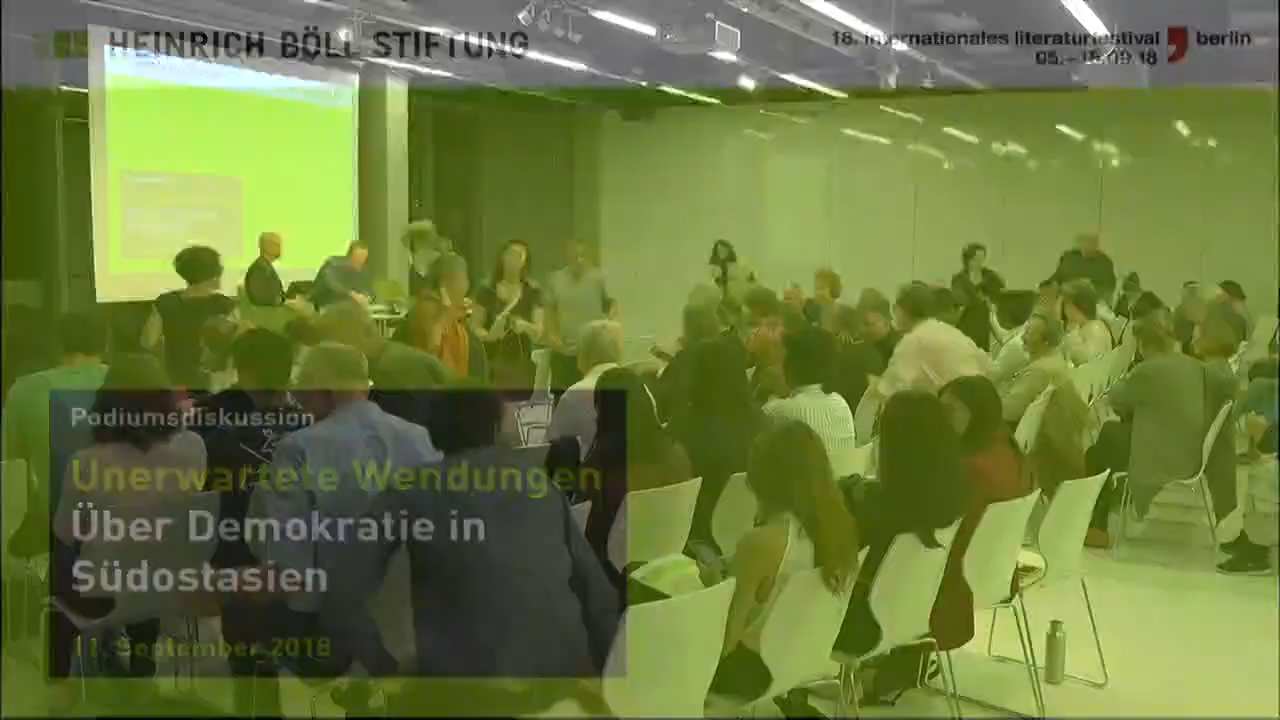 HEINRICH BÖLL STIFTUNG
18. internationales literaturfestival berlin
05. – 15.09.18
Podiumsdiskussion
Unerwartete Wendungen
Über Demokratie in
Südostasien
11. September 2018